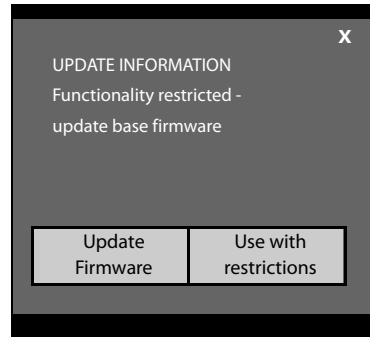 X
UPDATE INFORMATION
Functionality restricted -
update base firmware
Update
Firmware
Use with
restrictions